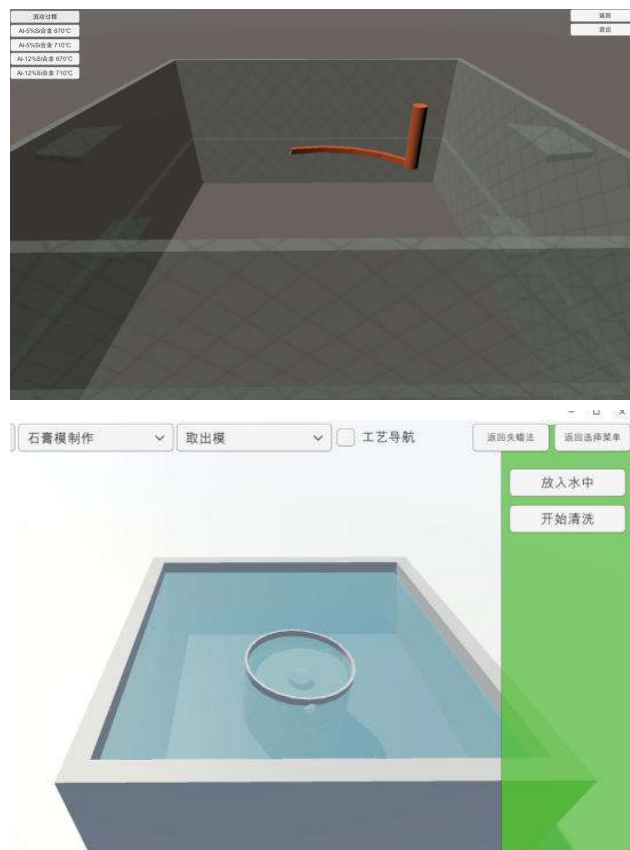 流动过程
Al-5%Si合金 670℃
Al-5%Si合金 710℃
Al-12%Si合金 670℃
Al-12%Si合金 710℃
返回
退出
石膏模制作
取出模
工艺导航
返回失蜡法
返回选择菜单
放入水中
开始清洗